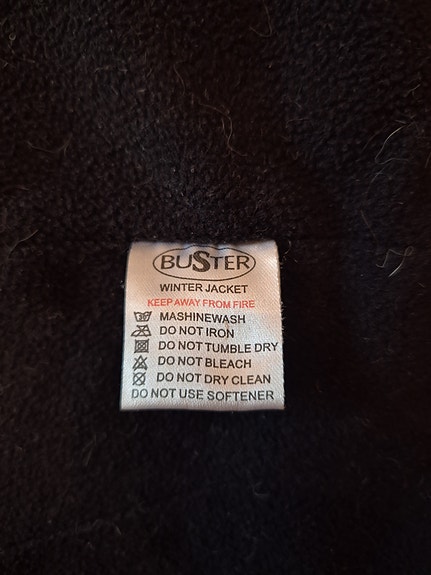 BUSTER
WINTER JACKET
KEEP AWAY FROM FIRE
MASHINEWASH
DO NOT IRON
DO NOT TUMBLE DRY
DO NOT BLEACH
DO NOT DRY CLEAN
DO NOT USE SOFTENER